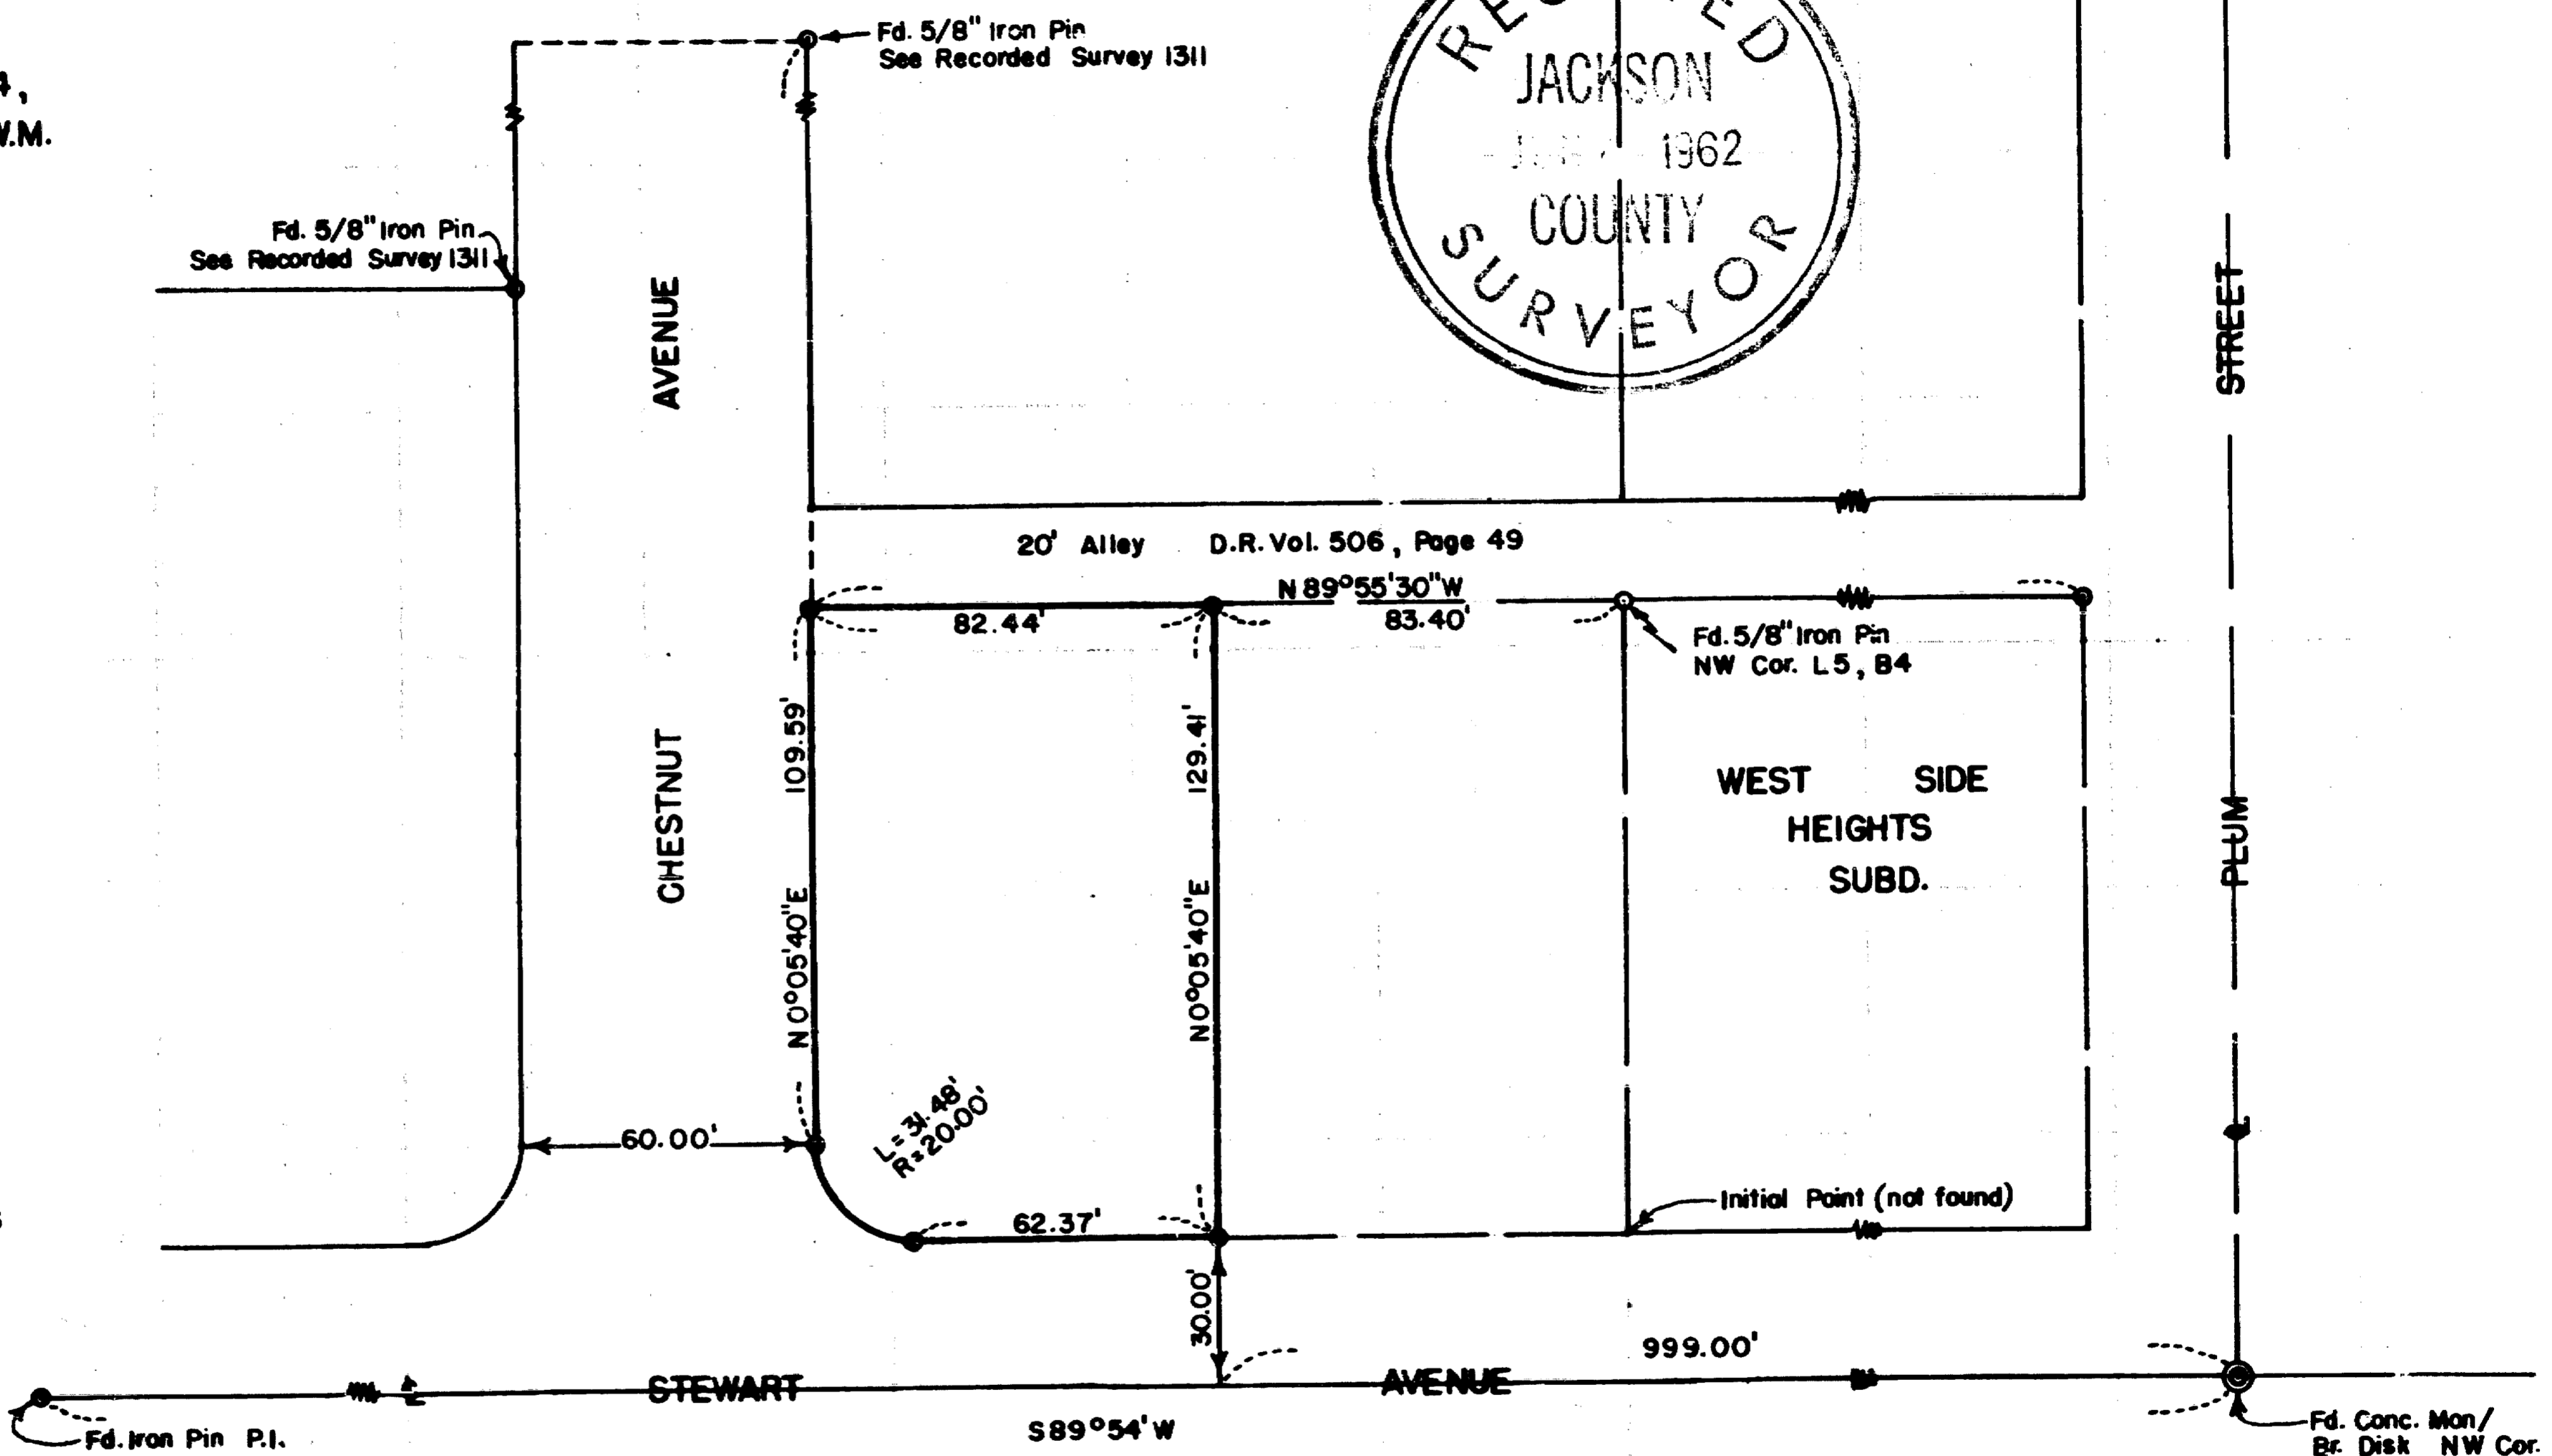 Fd. 5/8" Iron Pin
See Recorded Survey 1311
W.M.
RECEIVED
JACKSON
1962
COUNTY
SURVEYOR
Fd. 5/8" Iron Pin
See Recorded Survey 1311
AVENUE
STREET
20' Alley D.R. Vol. 506, Page 49
N 89°55'30"W
82.44'
83.40'
Fd. 5/8" Iron Pin
NW Cor. L5, B4
109.59'
129.41'
CHESTNUT
WEST SIDE
HEIGHTS
SUBD.
PLUM
N 0°05'40"E
N 0°05'40"E
L=31.48'
R=20.00'
60.00'
Initial Point (not found)
62.37'
30.00'
999.00'
STEWART AVENUE
S 89°54' W
Fd. Iron Pin P.I.
Fd. Conc. Mon/
Br. Disk NW Cor.